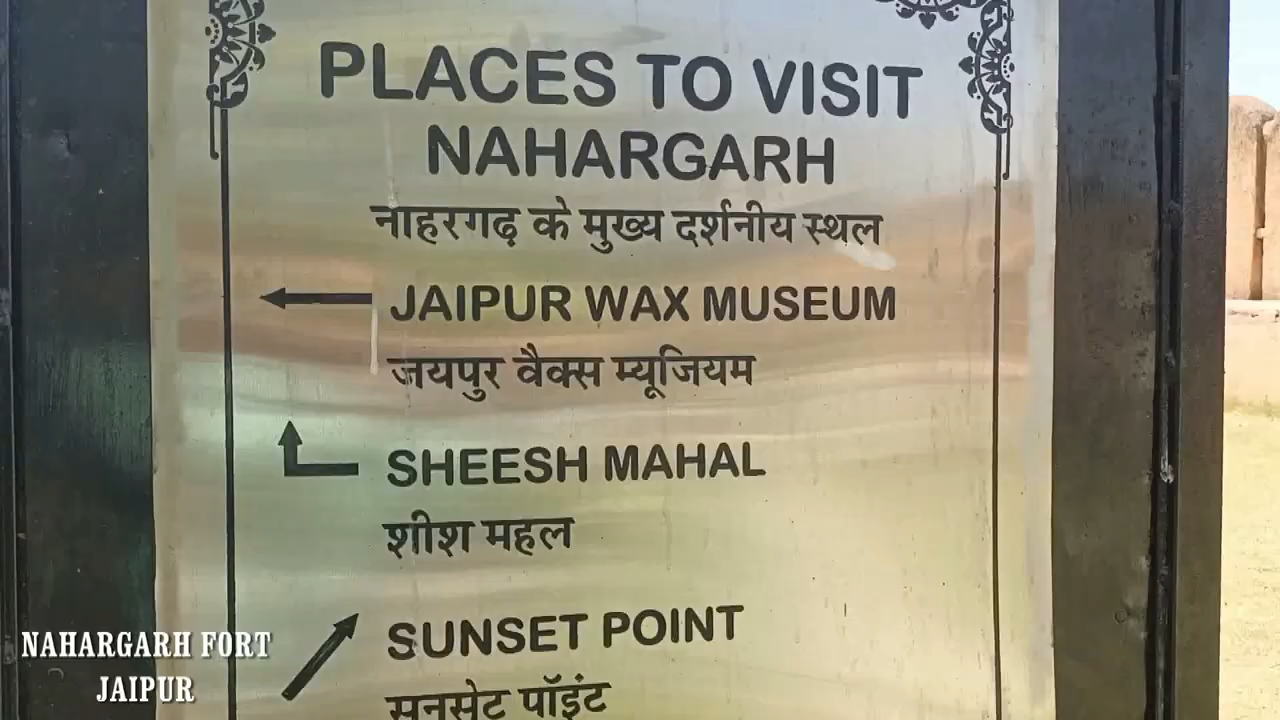 PLACES TO VISIT
NAHARGARH
नाहरगढ़ के मुख्य दर्शनीय स्थल
JAIPUR WAX MUSEUM
जयपुर वैक्स म्यूजियम
SHEESH MAHAL
शीश महल
SUNSET POINT
सनसेट पॉइंट
NAHARGARH FORT
JAIPUR